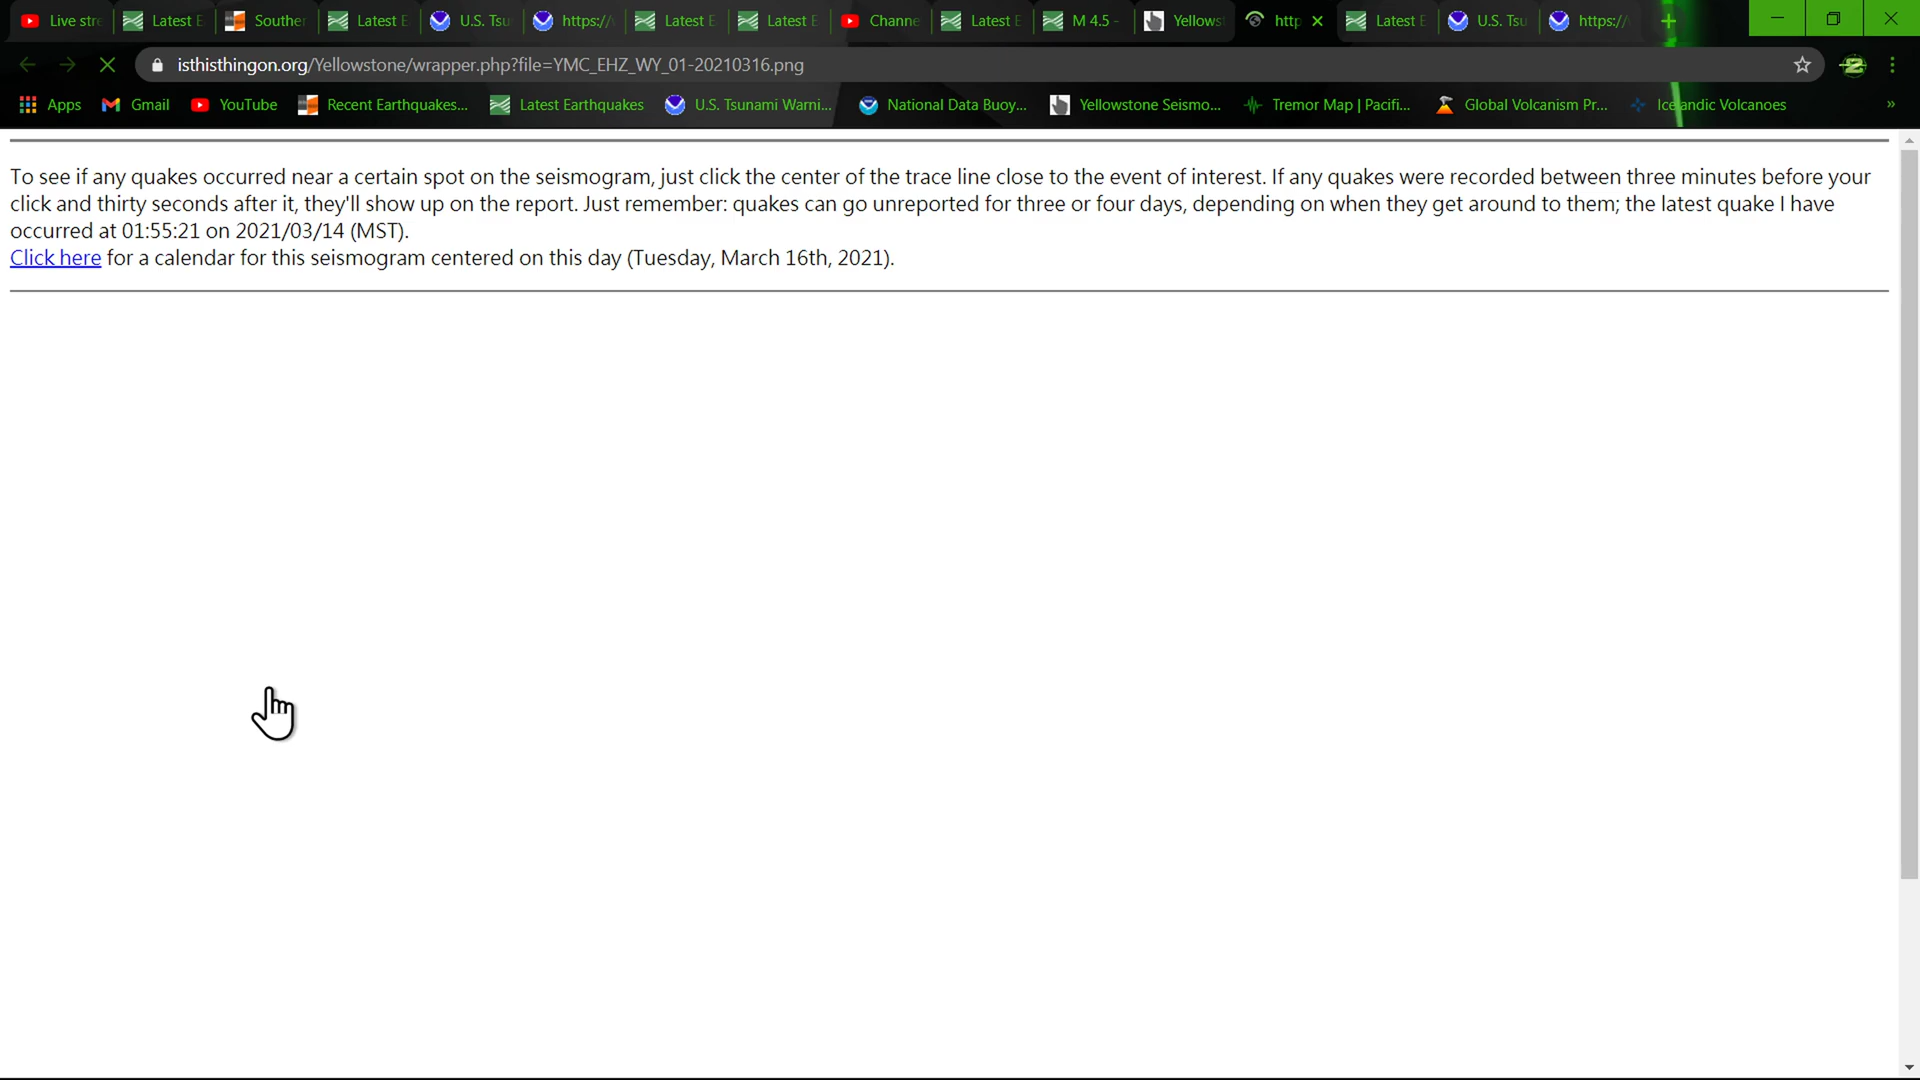 Live stre Latest E Souther Latest E U.S. Tsu https:// Latest E Latest E Channe Latest E M 4.5 - Yellows http Latest E U.S. Tsu https://
isthisthingon.org/Yellowstone/wrapper.php?file=YMC_EHZ_WY_01-20210316.png
Apps Gmail YouTube Recent Earthquakes... Latest Earthquakes U.S. Tsunami Warni... National Data Buoy... Yellowstone Seismo... Tremor Map | Pacifi... Global Volcanism Pr... Icelandic Volcanoes »
To see if any quakes occurred near a certain spot on the seismogram, just click the center of the trace line close to the event of interest. If any quakes were recorded between three minutes before your
click and thirty seconds after it, they'll show up on the report. Just remember: quakes can go unreported for three or four days, depending on when they get around to them; the latest quake I have
occurred at 01:55:21 on 2021/03/14 (MST).
Click here for a calendar for this seismogram centered on this day (Tuesday, March 16th, 2021).